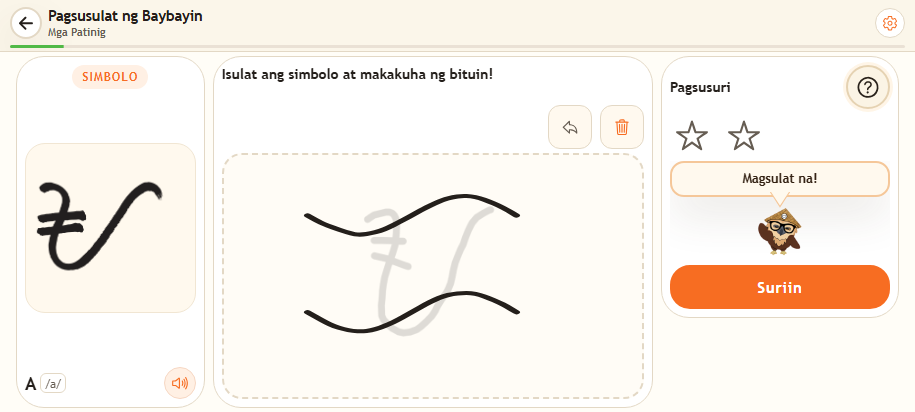 Pagsusulat ng Baybayin
Mga Patinig
SIMBOLO
ᜀ
A /a/
Isulat ang simbolo at makakuha ng bituin!
ᜁ
Pagsusuri
?
Magsulat na!
Suriin